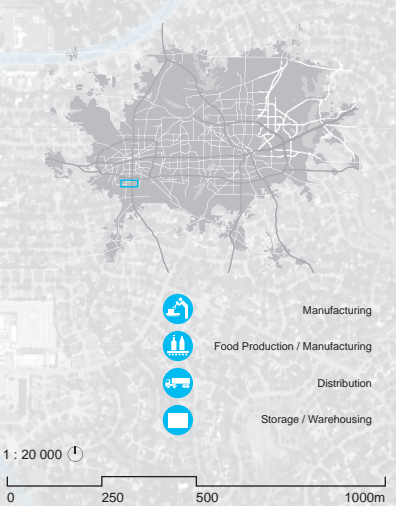 Manufacturing
Food Production / Manufacturing
Distribution
Storage / Warehousing
1 : 20 000
0 250 500 1000m